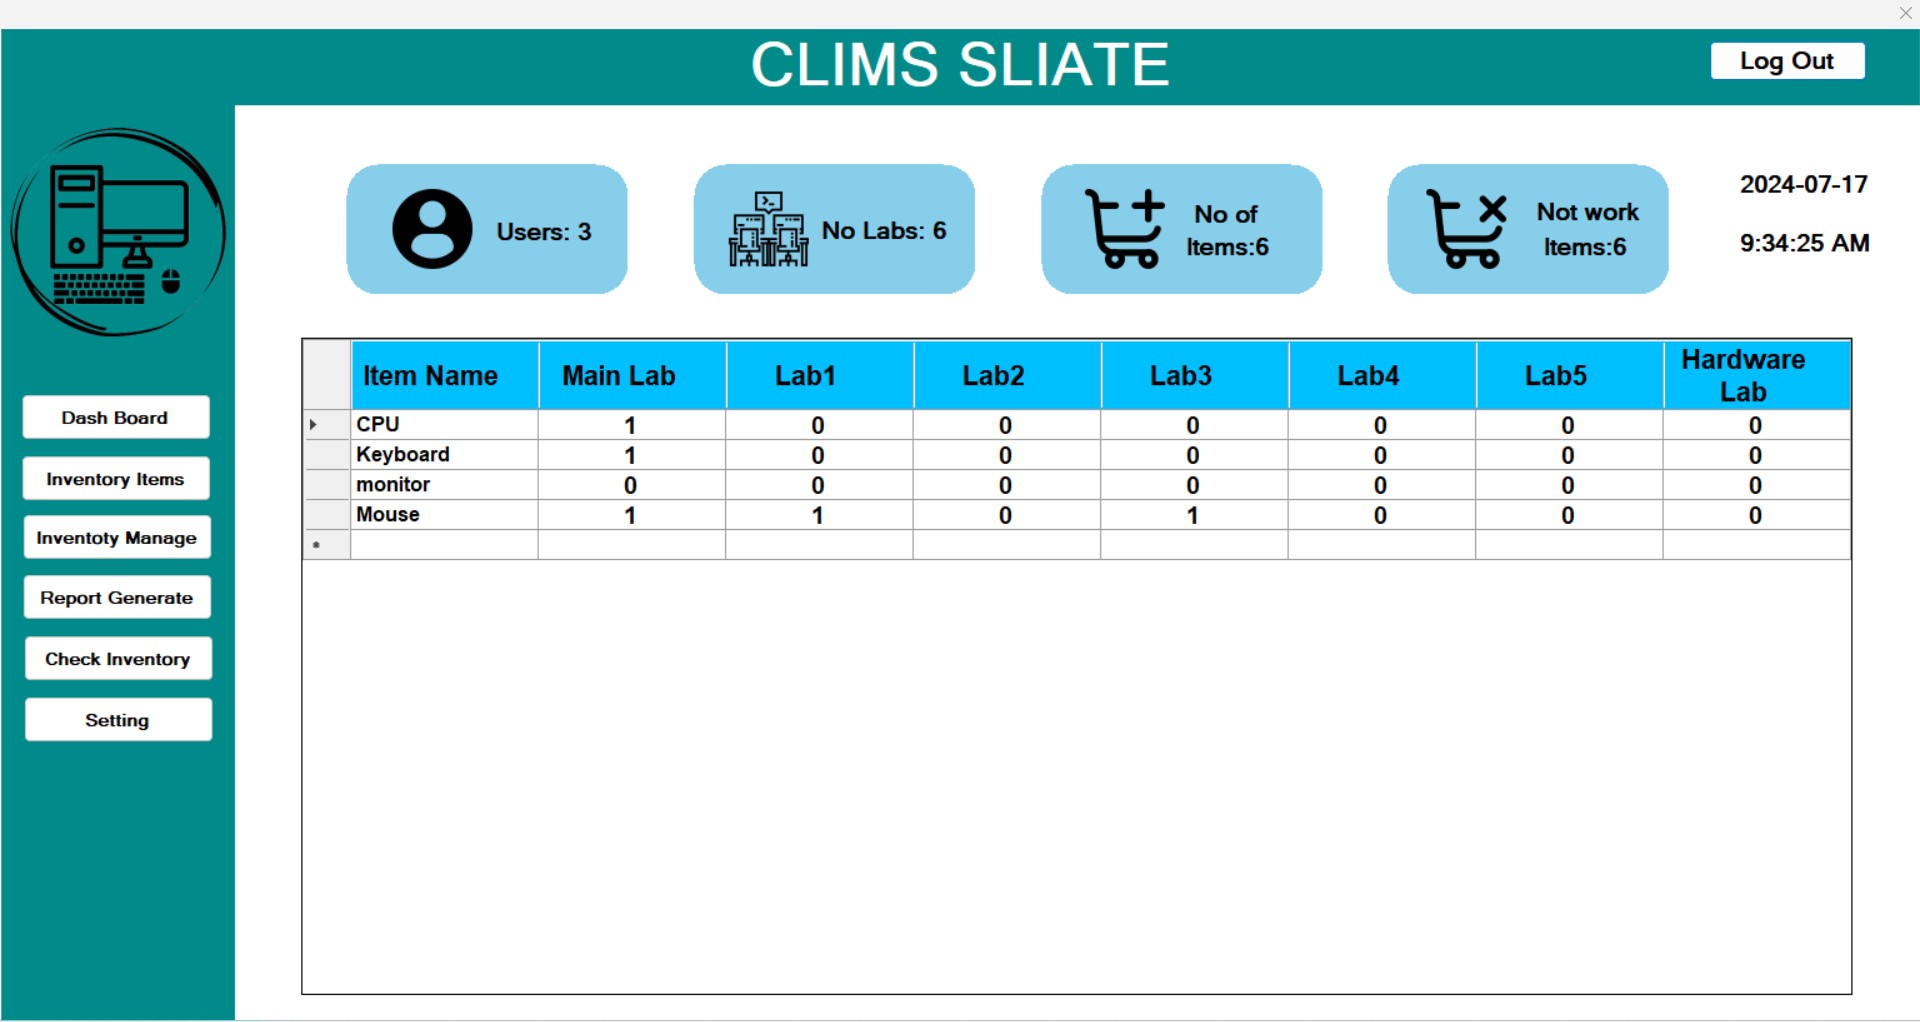 CLIMS SLIATE
Log Out
Users: 3
No Labs: 6
No of
Items:6
Not work
Items:6
2024-07-17
9:34:25 AM
Dash Board
Inventory Items
Inventoty Manage
Report Generate
Check Inventory
Setting
Item Name Main Lab Lab1 Lab2 Lab3 Lab4 Lab5 Hardware Lab
CPU 1 0 0 0 0 0 0
Keyboard 1 0 0 0 0 0 0
monitor 0 0 0 0 0 0 0
Mouse 1 1 0 1 0 0 0